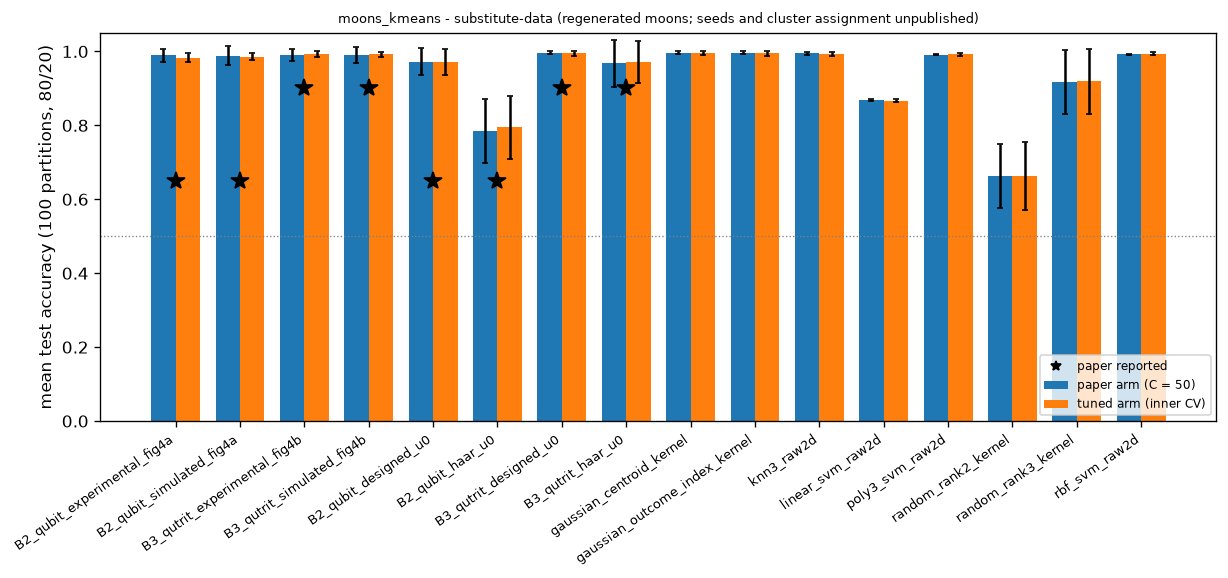 moons_kmeans - substitute-data (regenerated moons; seeds and cluster assignment unpublished)
mean test accuracy (100 partitions, 80/20)
1.0
0.8
0.6
0.4
0.2
0.0
paper reported
paper arm (C = 50)
tuned arm (inner CV)
B2_qubit_experimental_fig4a
B2_qubit_simulated_fig4a
B3_qutrit_experimental_fig4b
B3_qutrit_simulated_fig4b
B2_qubit_designed_u0
B2_qubit_haar_u0
B3_qutrit_designed_u0
B3_qutrit_haar_u0
gaussian_centroid_kernel
gaussian_outcome_index_kernel
knn3_raw2d
linear_svm_raw2d
poly3_svm_raw2d
random_rank2_kernel
random_rank3_kernel
rbf_svm_raw2d